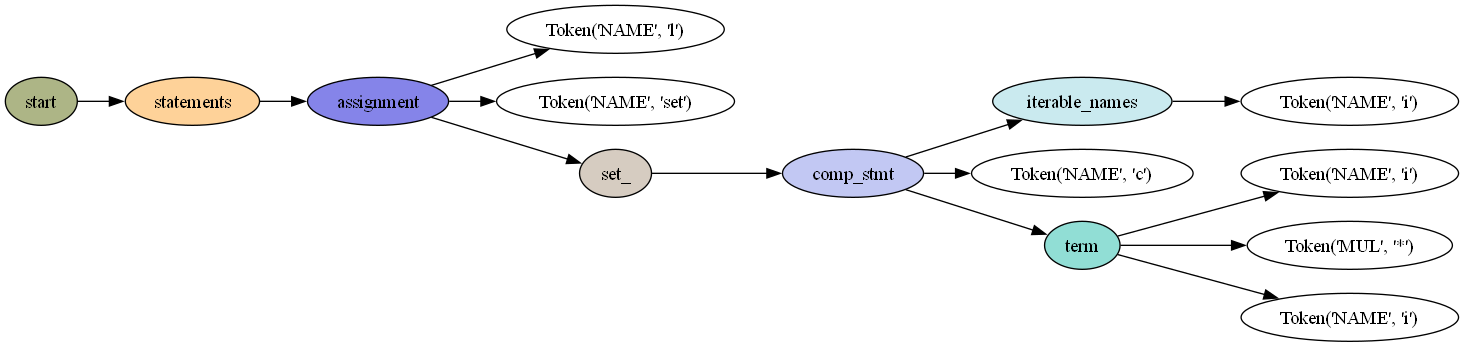 start
statements
assignment
Token('NAME', 'l')
Token('NAME', 'set')
set_
comp_stmt
iterable_names
Token('NAME', 'i')
Token('NAME', 'c')
term
Token('NAME', 'i')
Token('MUL', '*')
Token('NAME', 'i')